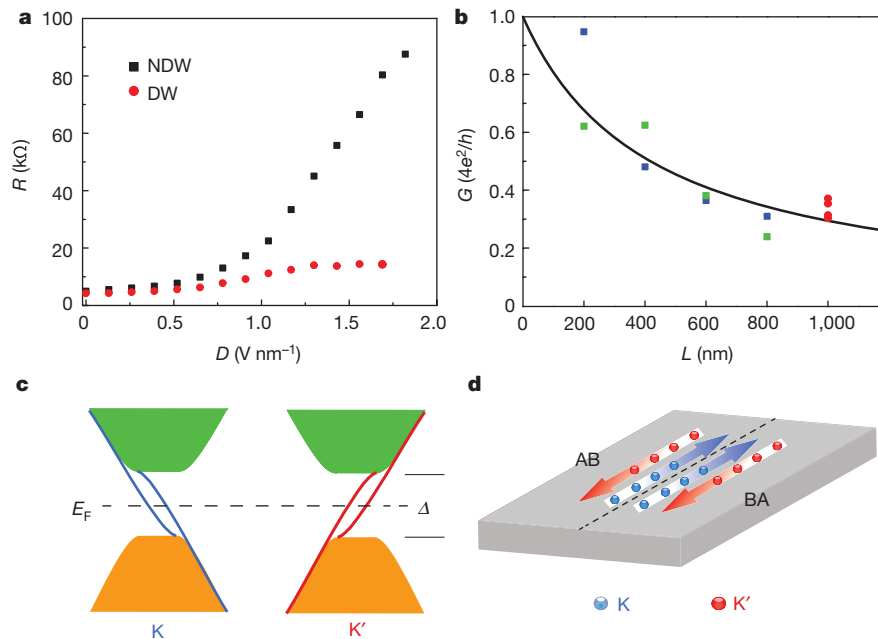 a
R (kΩ)
100
80
60
40
20
0
NDW
DW
0
0.5
1.0
1.5
2.0
D (V nm⁻¹)
b
G (4e²/h)
1.0
0.8
0.6
0.4
0.2
0
0
200
400
600
800
1,000
L (nm)
c
E_F
Δ
K
K′
d
AB
BA
K
K′